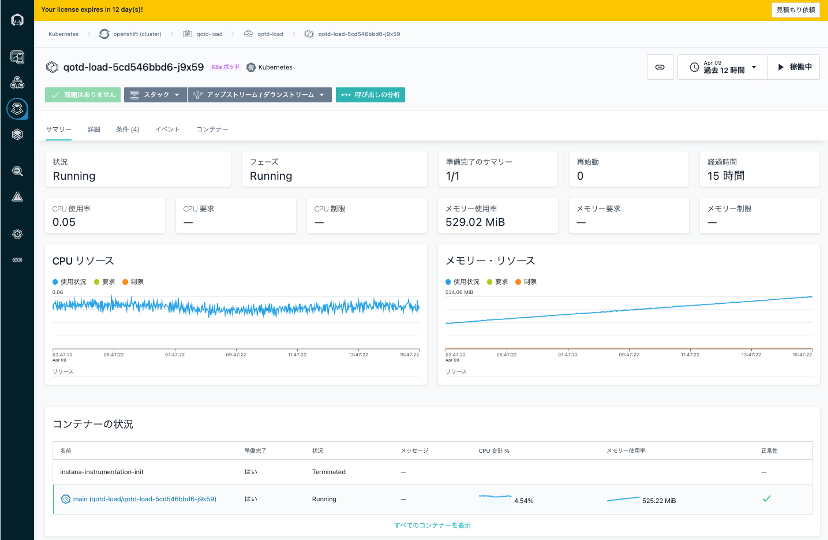 Your license expires in 12 day(s)!
見積もり依頼
Kubernetes
openshift (cluster)
qotd-load
qotd-load
qotd-load-5cd546bbd6-j9x59
qotd-load-5cd546bbd6-j9x59
K8s ポッド
Kubernetes
Apr 09
過去 12 時間
稼働中
問題はありません
スタック
アップストリーム / ダウンストリーム
呼び出しの分析
サマリー
詳細
条件 (4)
イベント
コンテナー
状況
Running
フェーズ
Running
準備完了のサマリー
1/1
再始動
0
経過時間
15 時間
CPU 使用率
0.05
CPU 要求
—
CPU 制限
—
メモリー使用率
529.02 MiB
メモリー要求
—
メモリー制限
—
CPU リソース
使用状況
要求
制限
0.06
03:47:22
05:47:22
07:47:22
09:47:22
11:47:22
13:47:22
15:47:22
Apr 09
リソース
メモリー・リソース
使用状況
要求
制限
534.06 MiB
03:47:22
05:47:22
07:47:22
09:47:22
11:47:22
13:47:22
15:47:22
Apr 09
リソース
コンテナーの状況
名前
準備完了
状況
メッセージ
CPU 合計 %
メモリー使用率
正常性
instana-instrumentation-init
はい
Terminated
—
—
main (qotd-load/qotd-load-5cd546bbd6-j9x59)
はい
Running
—
4.54%
525.22 MiB
すべてのコンテナーを表示